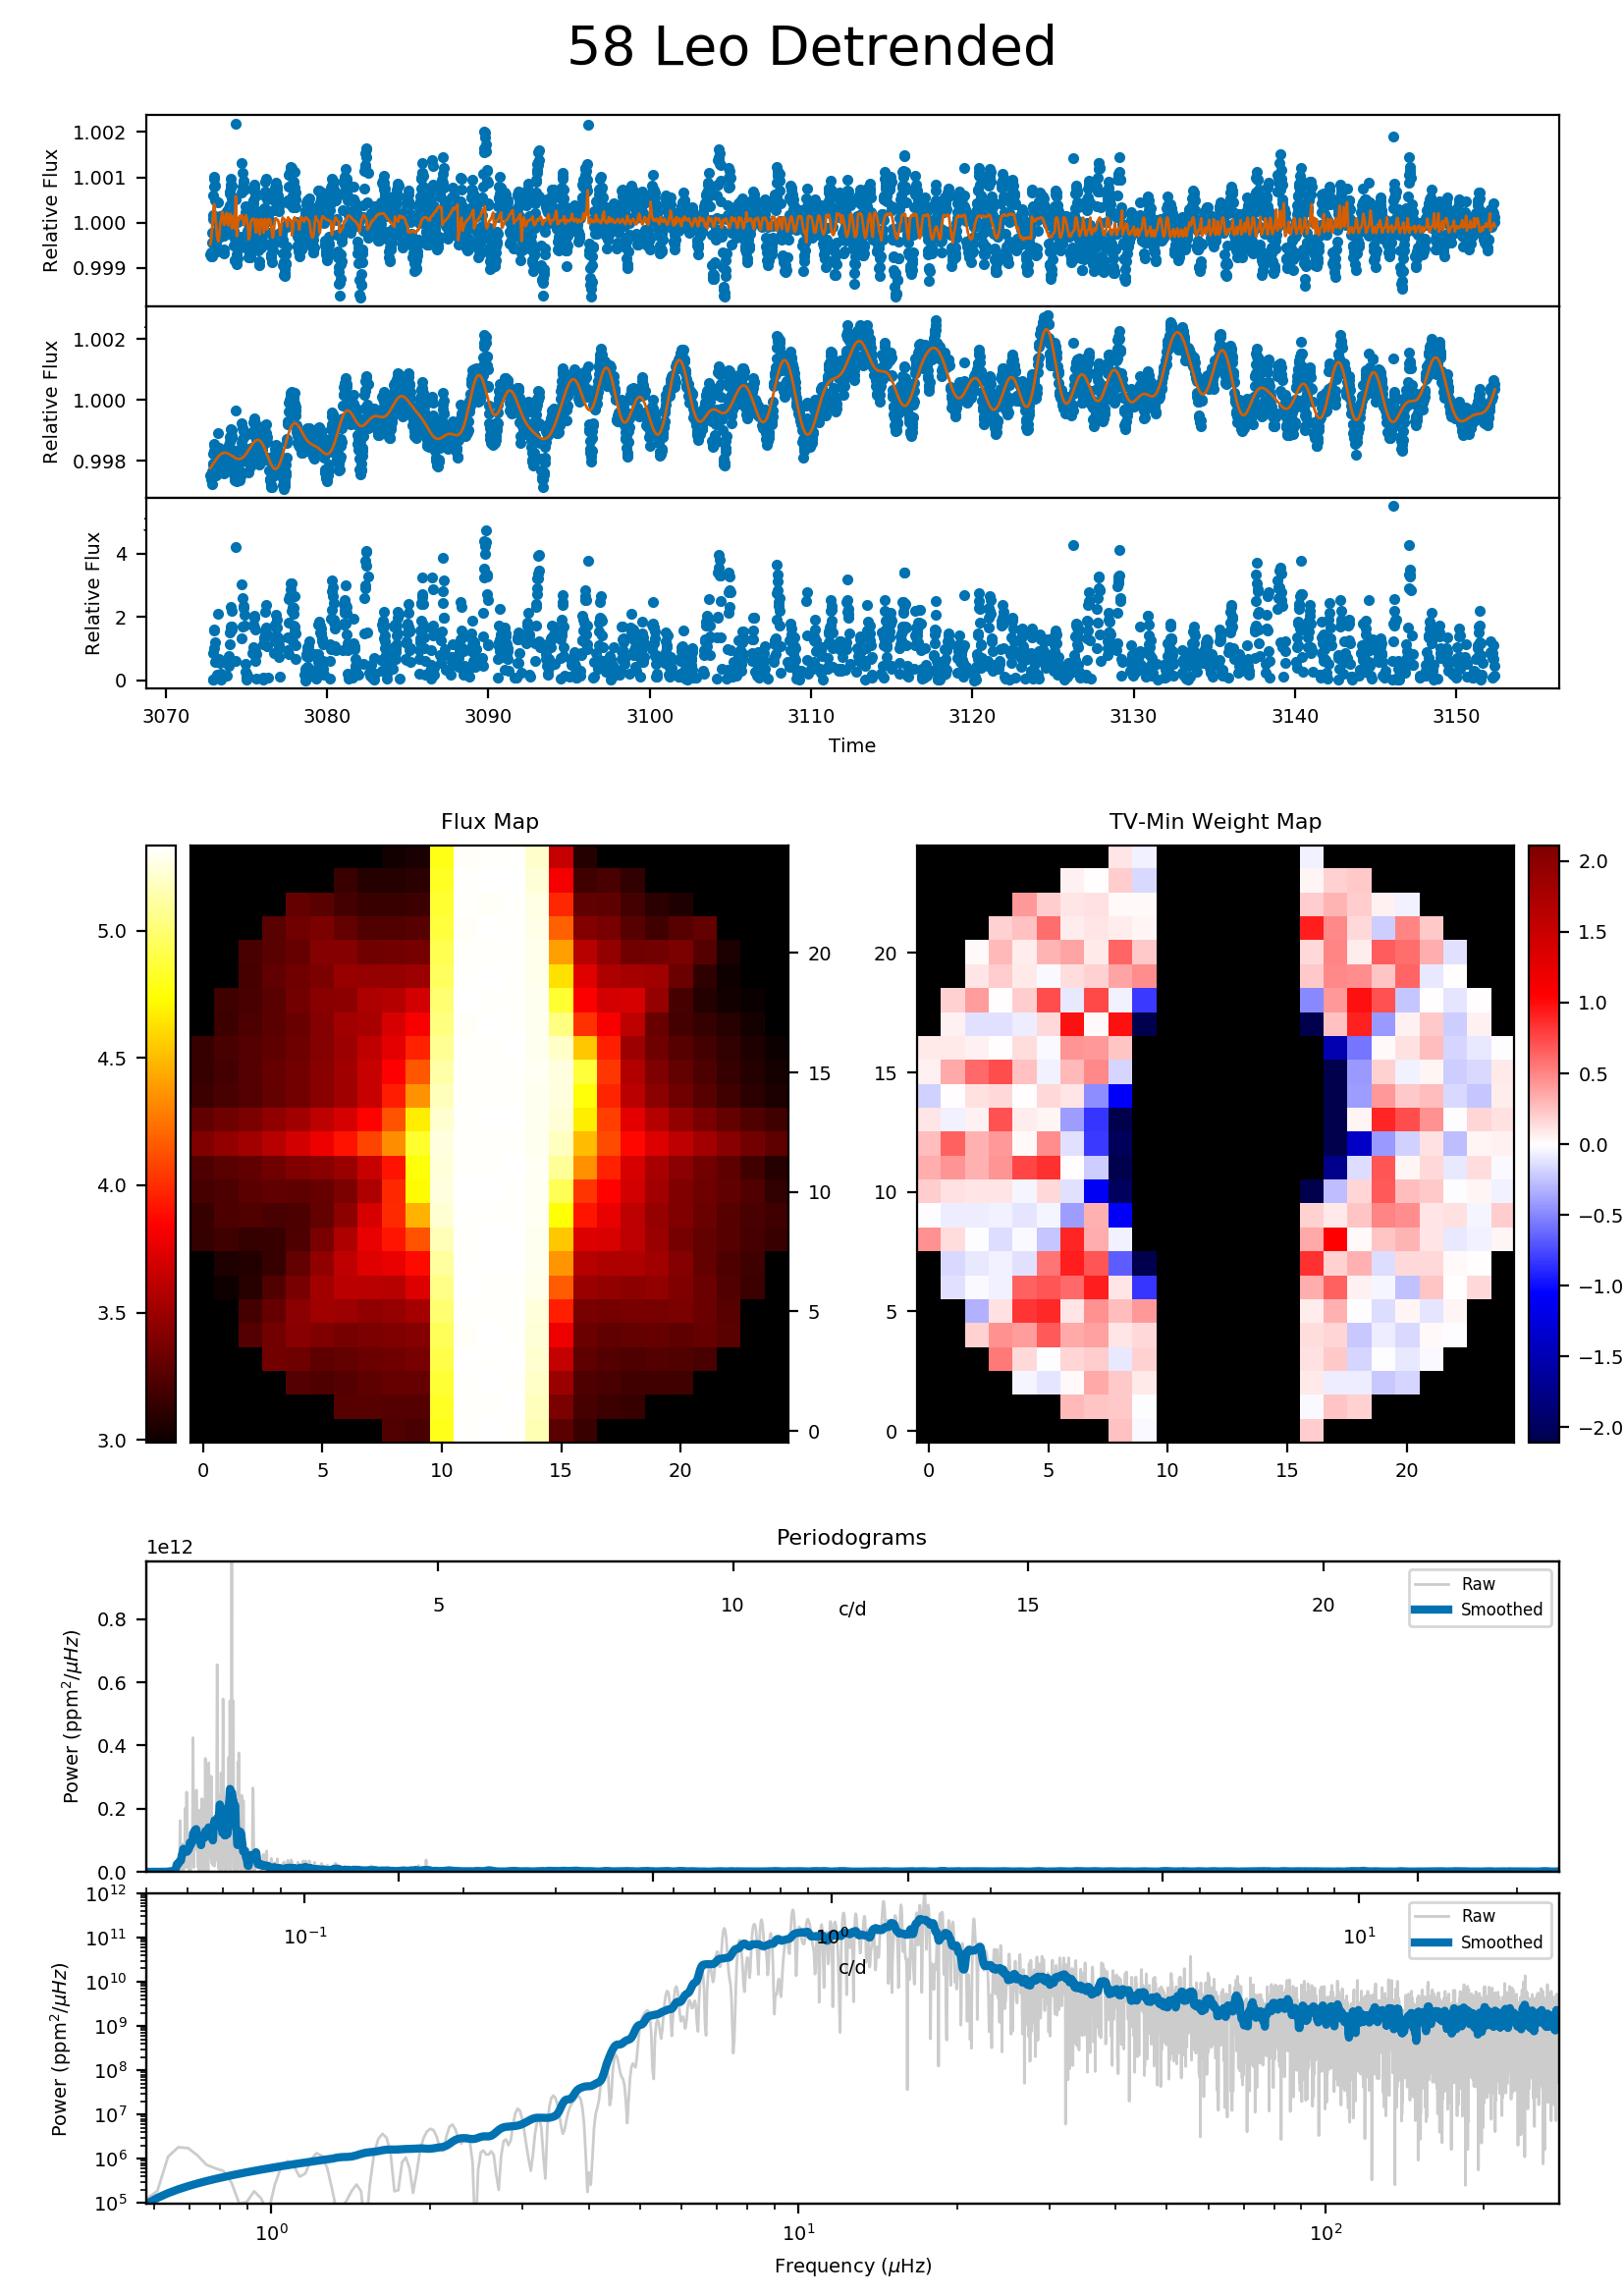 58 Leo Detrended
1.002
1.001
1.000
0.999
Relative Flux
1.002
1.000
0.998
Relative Flux
4
2
0
Relative Flux
3070 3080 3090 3100 3110 3120 3130 3140 3150
Time
Flux Map
5.0
4.5
4.0
3.5
3.0
20
15
10
5
0
0 5 10 15 20
TV-Min Weight Map
20
15
10
5
0
0 5 10 15 20
2.0
1.5
1.0
0.5
0.0
−0.5
−1.0
−1.5
−2.0
Periodograms
1e12
5 10 15 20
c/d
Raw
Smoothed
0.8
0.6
0.4
0.2
0.0
Power (ppm²/μHz)
10¹²
10¹¹
10¹⁰
10⁹
10⁸
10⁷
10⁶
10⁵
Power (ppm²/μHz)
10⁻¹ 10⁰ 10¹
c/d
Raw
Smoothed
10⁰ 10¹ 10²
Frequency (μHz)